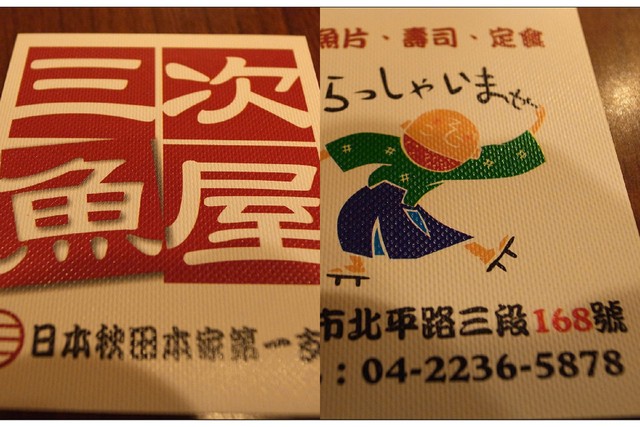 三次
魚屋
日本秋田本家第一支
魚片、壽司、定食
らっしゃいませ
市北平路三段168號
: 04-2236-5878